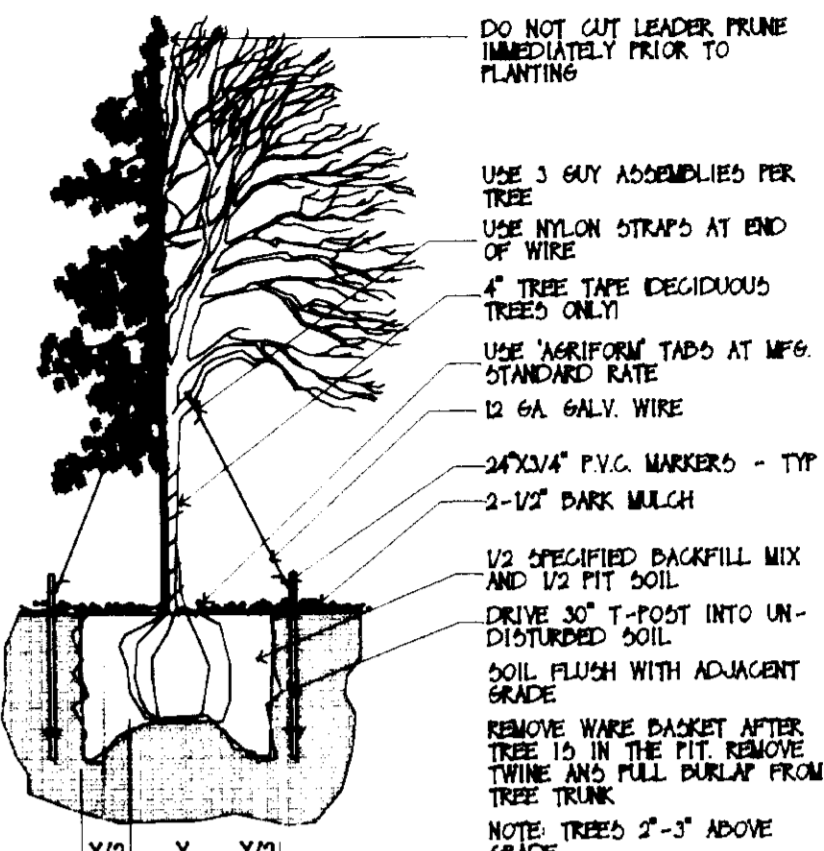 DO NOT CUT LEADER PRUNE
IMMEDIATELY PRIOR TO
PLANTING
USE 3 GUY ASSEMBLIES PER
TREE
USE NYLON STRAPS AT END
OF WIRE
4" TREE TAPE (DECIDUOUS
TREES ONLY)
USE 'AGRIFORM' TABS AT MFG.
STANDARD RATE
12 GA. GALV. WIRE
24"X3/4" P.V.C. MARKERS - TYP
2-1/2" BARK MULCH
1/2 SPECIFIED BACKFILL MIX
AND 1/2 PIT SOIL
DRIVE 30" T-POST INTO UN-
DISTURBED SOIL
SOIL FLUSH WITH ADJACENT
GRADE
REMOVE WARE BASKET AFTER
TREE IS IN THE PIT. REMOVE
TWINE ANS PULL BURLAP FROM
TREE TRUNK
NOTE: TREES 2"-3" ABOVE
GRADE
X/2 X X/2